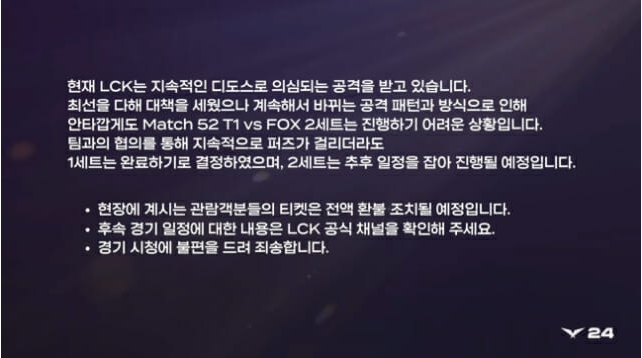 현재 LCK는 지속적인 디도스로 의심되는 공격을 받고 있습니다.
최선을 다해 대책을 세웠으나 계속해서 바뀌는 공격 패턴과 방식으로 인해
안타깝게도 Match 52 T1 vs FOX 2세트는 진행하기 어려운 상황입니다.
팀과의 협의를 통해 지속적으로 퍼즈가 걸리더라도
1세트는 완료하기로 결정하였으며, 2세트는 추후 일정을 잡아 진행될 예정입니다.
• 현장에 계시는 관람객분들의 티켓은 전액 환불 조치될 예정입니다.
• 후속 경기 일정에 대한 내용은 LCK 공식 채널을 확인해 주세요.
• 경기 시청에 불편을 드려 죄송합니다.
24